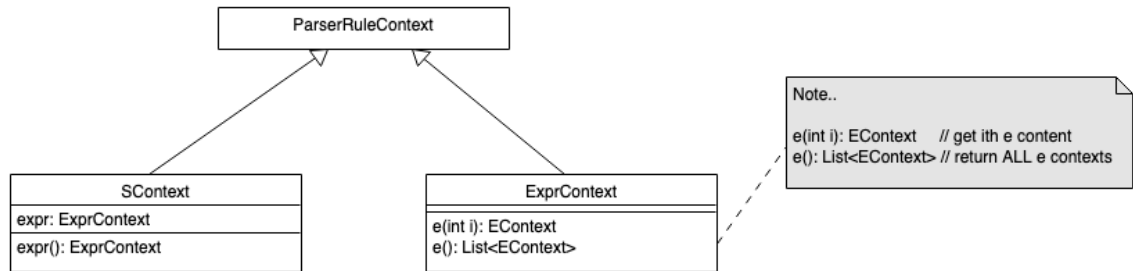 ParserRuleContext
SContext
expr: ExprContext
expr(): ExprContext
ExprContext
e(int i): EContext
e(): List<EContext>
Note..
e(int i): EContext // get ith e content
e(): List<EContext> // return ALL e contexts